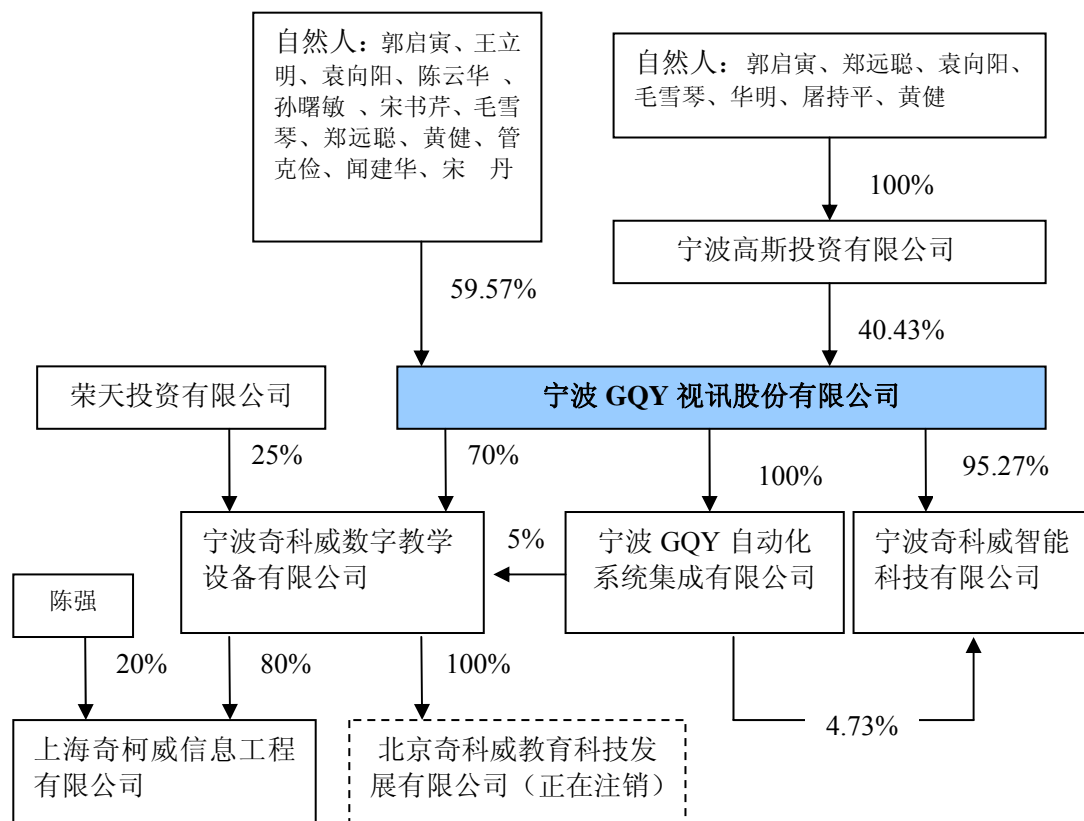 自然人：郭启寅、王立
明、袁向阳、陈云华 、
孙曙敏 、宋书芹、毛雪
琴、郑远聪、黄健、管
克俭、闻建华、宋　丹
自然人：郭启寅、郑远聪、袁向阳、
毛雪琴、华明、屠持平、黄健
100%
宁波高斯投资有限公司
59.57%
40.43%
荣天投资有限公司
宁波 GQY 视讯股份有限公司
25%
70%
100%
95.27%
宁波奇科威数字教学
设备有限公司
5%
宁波 GQY 自动化
系统集成有限公司
宁波奇科威智能
科技有限公司
陈强
20%
80%
100%
4.73%
上海奇柯威信息工程
有限公司
北京奇科威教育科技发
展有限公司（正在注销）